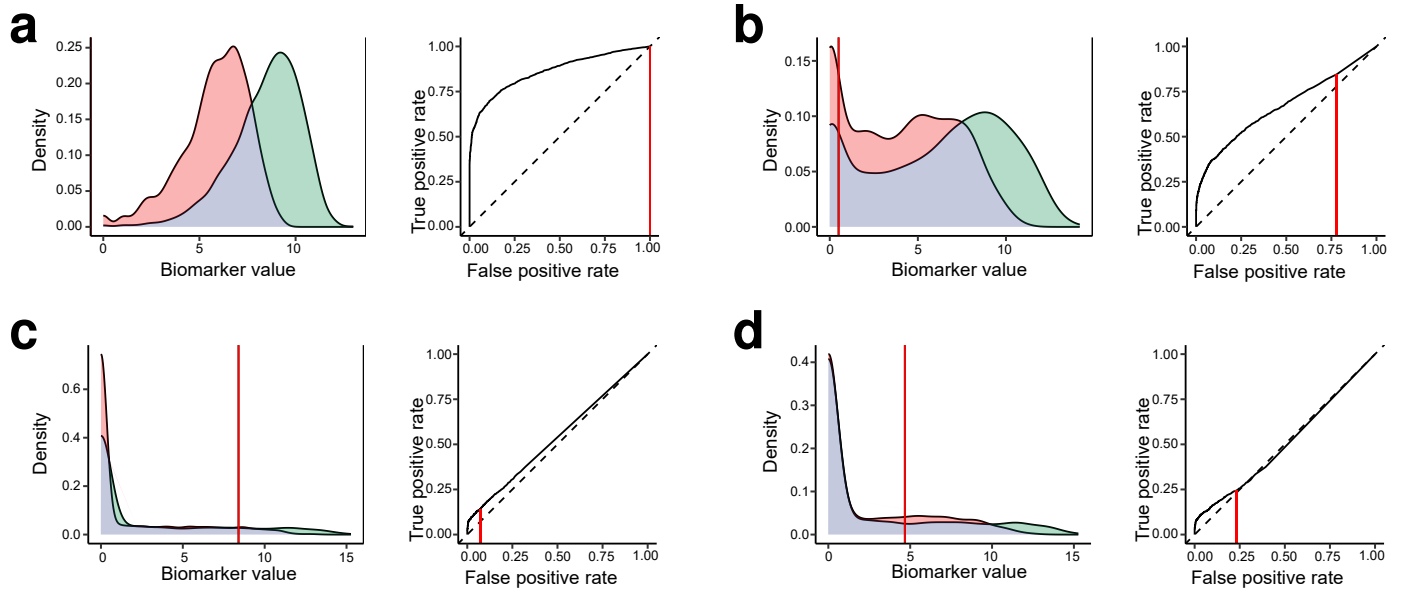 a
0.25
0.20
0.15
0.10
0.05
0.00
Density
0 5 10
Biomarker value
1.00
0.75
0.50
0.25
0.00
True positive rate
0.00 0.25 0.50 0.75 1.00
False positive rate
b
0.15
0.10
0.05
0.00
Density
0 5 10
Biomarker value
1.00
0.75
0.50
0.25
0.00
True positive rate
0.00 0.25 0.50 0.75 1.00
False positive rate
c
0.6
0.4
0.2
0.0
Density
0 5 10 15
Biomarker value
1.00
0.75
0.50
0.25
0.00
True positive rate
0.00 0.25 0.50 0.75 1.00
False positive rate
d
0.4
0.3
0.2
0.1
0.0
Density
0 5 10 15
Biomarker value
1.00
0.75
0.50
0.25
0.00
True positive rate
0.00 0.25 0.50 0.75 1.00
False positive rate